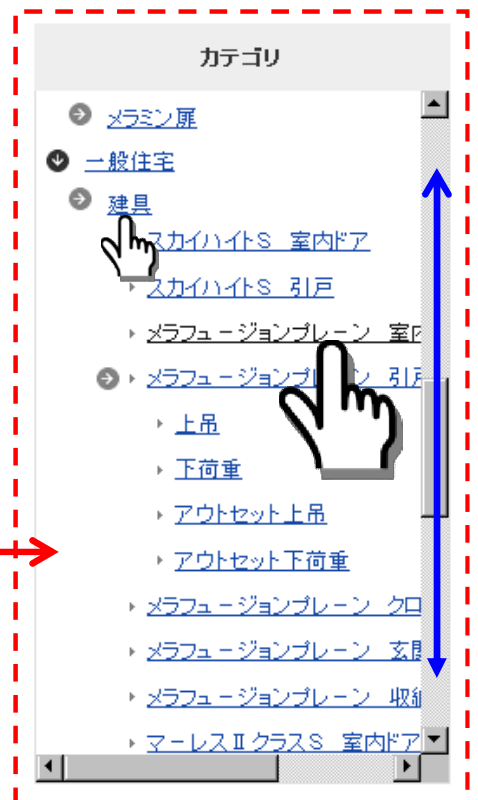 カテゴリ
メラミン扉
一般住宅
建具
スカイハイトS 室内ドア
スカイハイトS 引戸
メラフュージョンプレーン 室
メラフュージョンプレーン 引
上吊
下荷重
アウトセット上吊
アウトセット下荷重
メラフュージョンプレーン クロ
メラフュージョンプレーン 玄
メラフュージョンプレーン 収
マーレスⅡクラスS 室内ドア